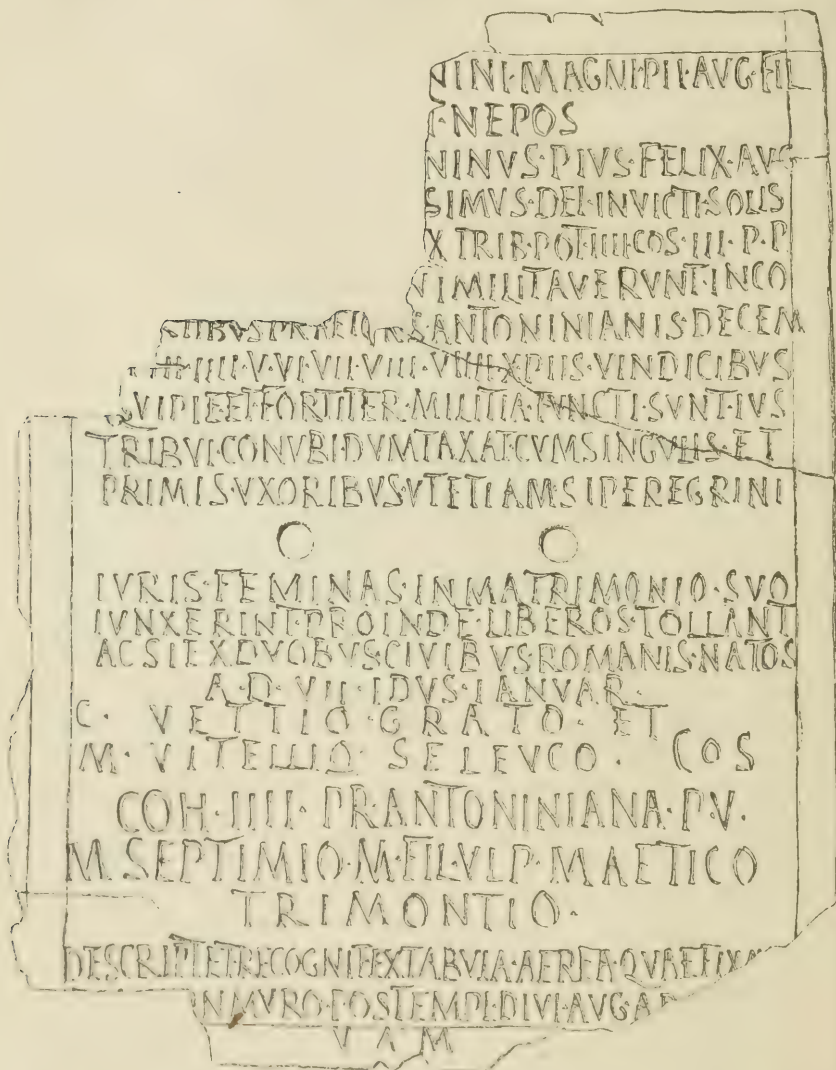 NINI·MAGNI·PII·AVG·FIL
T·NEPOS
NINVS·PIVS·FELIX·AVG
SIMVS·DEI·INVICTI·SOLIS
X TRIB·POT·IIII·COS·III·P·P
VI MILITAVERVNT·IN CO
ANTONINIANIS·DECEM
IIII·V·VI·VII·VIII·VIIII·X·PIIS·VINDICIBVS
VI PIE ET FORTITER·MILITIA FVNCTI·SVNT·IVS
TRIBVI·CONVBI DVMTAXAT·CVM SINGVLIS·ET
PRIMIS·VXORIBVS·VT ETIAM·SI PEREGRINI
IVRIS·FEMINAS·IN MATRIMONIO·SVO
IVNXERINT·PROINDE·LIBEROS·TOLLANT
AC SI EX DVOBVS·CIVIBVS·ROMANIS·NATOS
A·D·VII·IDVS·IANVAR·
C· VETTIO·GRATO·ET
M·VITELLIO·SELEVCO· COS
COH·IIII·PR·ANTONINIANA·P·V·
M·SEPTIMIO·M·FIL·VLP·MAETICO
TRIMONTIO·
DESCRIPT·ET·RECOGNIT·EX TABVLA·AEREA·QVAE FIXA
IN MVRO·POS TEMPL·DIVI·AVG·A
V A M